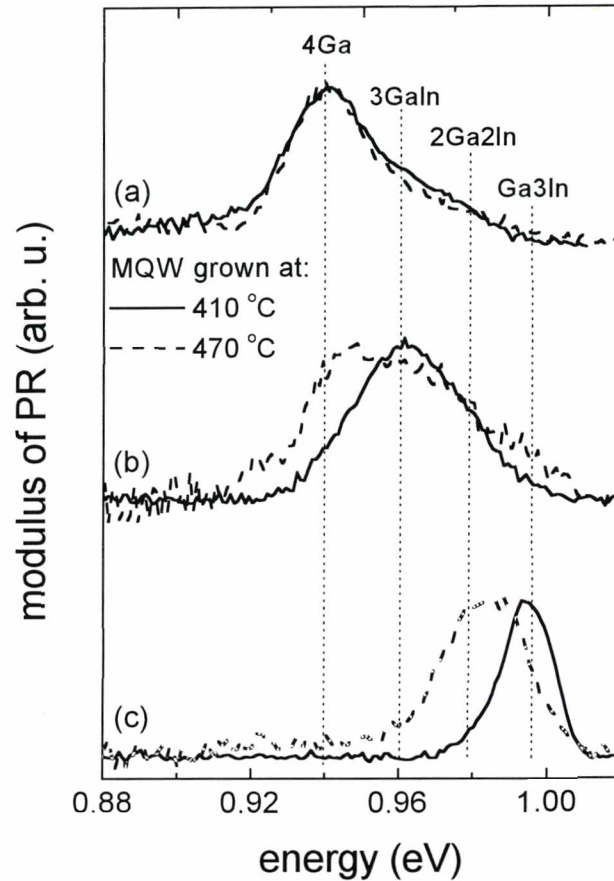 4Ga
3GaIn
2Ga2In
Ga3In
(a)
MQW grown at:
410 °C
470 °C
(b)
(c)
modulus of PR (arb. u.)
0.88 0.92 0.96 1.00
energy (eV)